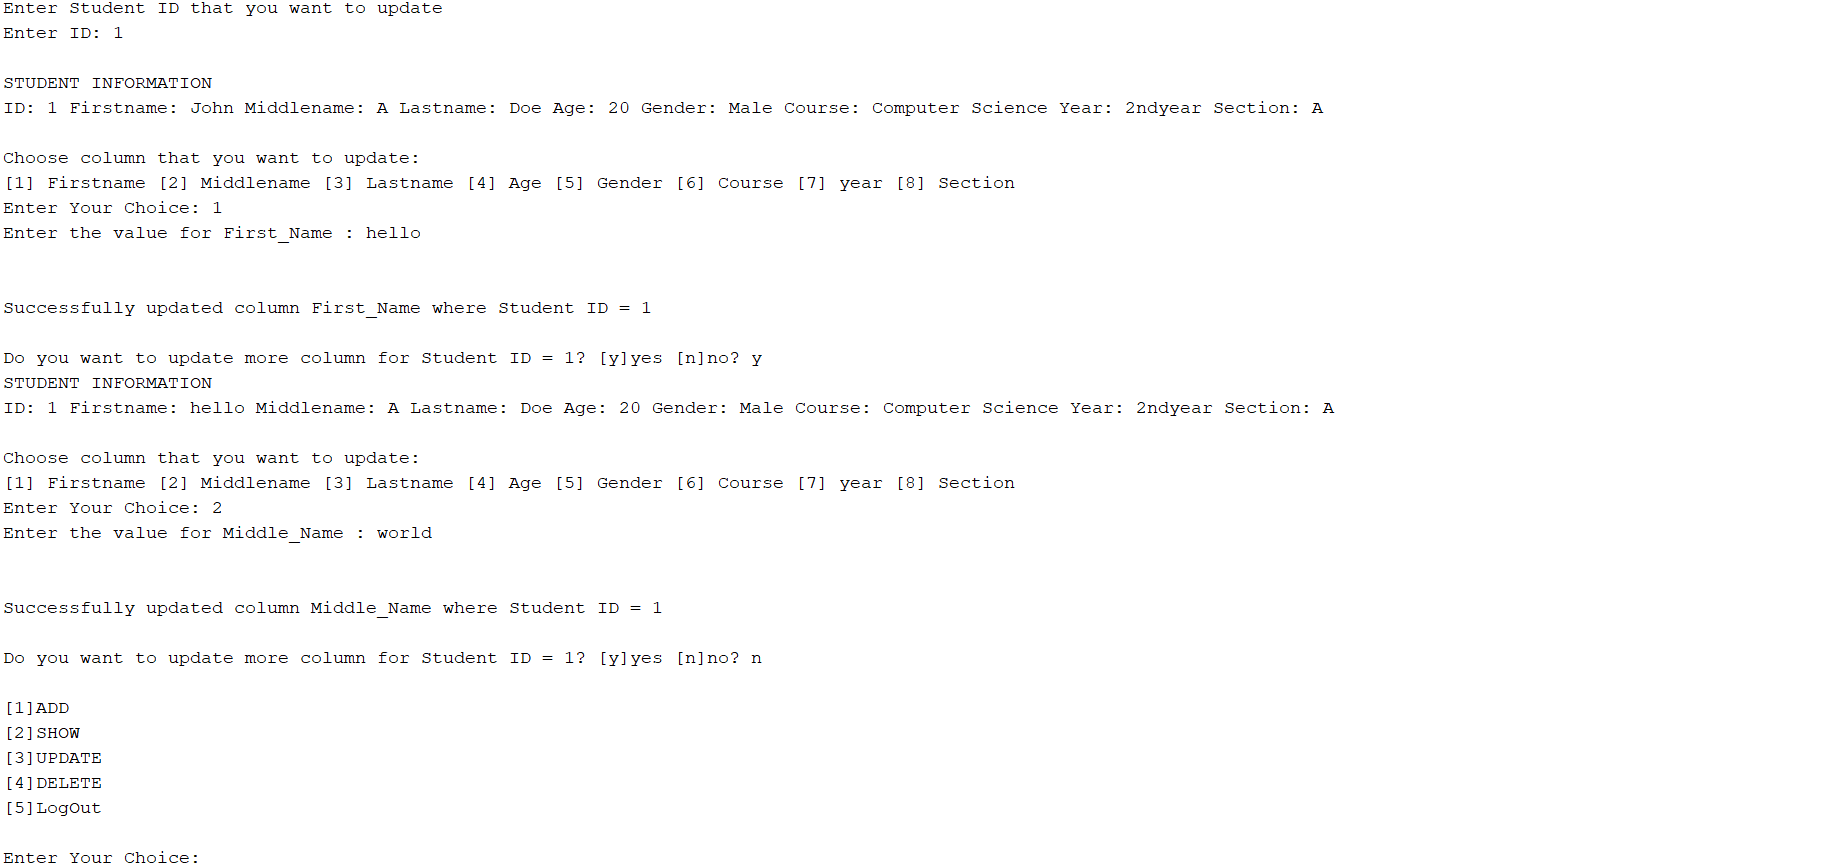 Enter Student ID that you want to update
Enter ID: 1
STUDENT INFORMATION
ID: 1 Firstname: John Middlename: A Lastname: Doe Age: 20 Gender: Male Course: Computer Science Year: 2ndyear Section: A
Choose column that you want to update:
[1] Firstname [2] Middlename [3] Lastname [4] Age [5] Gender [6] Course [7] year [8] Section
Enter Your Choice: 1
Enter the value for First_Name : hello
Successfully updated column First_Name where Student ID = 1
Do you want to update more column for Student ID = 1? [y]yes [n]no? y
STUDENT INFORMATION
ID: 1 Firstname: hello Middlename: A Lastname: Doe Age: 20 Gender: Male Course: Computer Science Year: 2ndyear Section: A
Choose column that you want to update:
[1] Firstname [2] Middlename [3] Lastname [4] Age [5] Gender [6] Course [7] year [8] Section
Enter Your Choice: 2
Enter the value for Middle_Name : world
Successfully updated column Middle_Name where Student ID = 1
Do you want to update more column for Student ID = 1? [y]yes [n]no? n
[1]ADD
[2]SHOW
[3]UPDATE
[4]DELETE
[5]LogOut
Enter Your Choice: